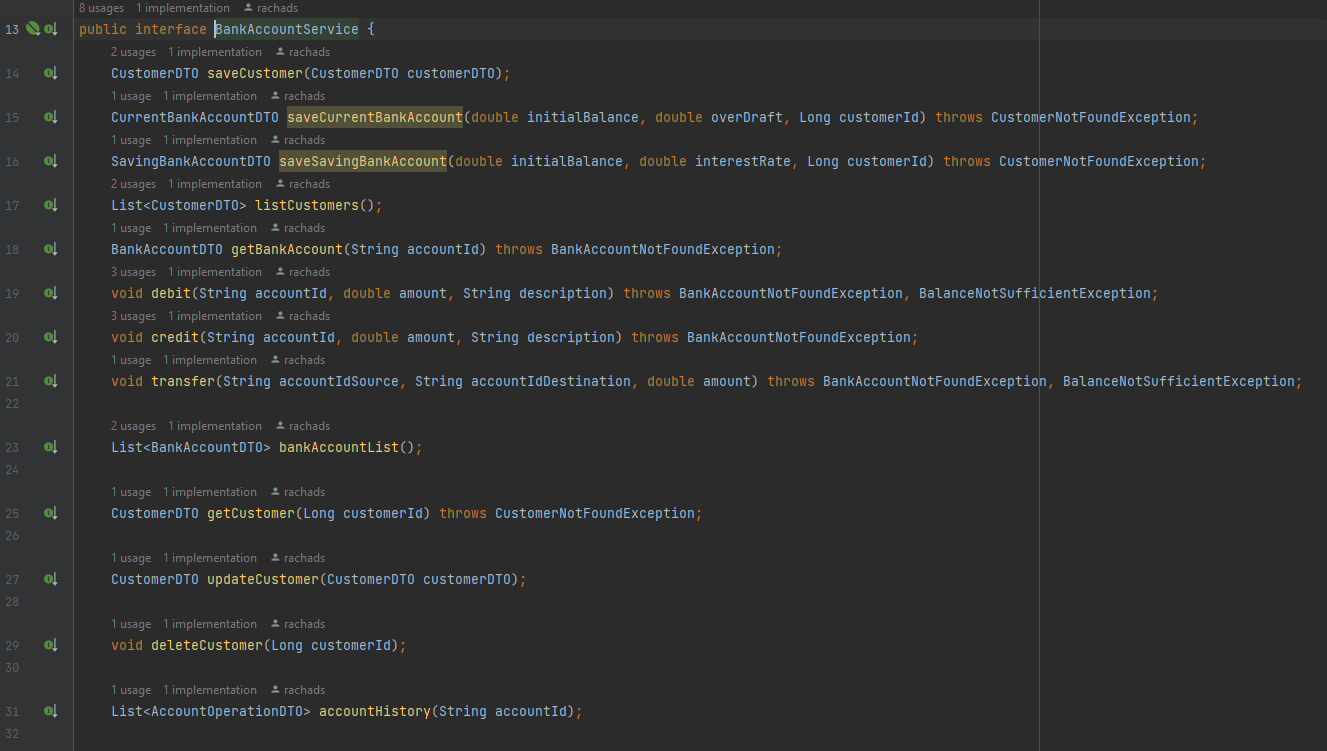 8 usages 1 implementation rachads
13 public interface BankAccountService {
2 usages 1 implementation rachads
14 CustomerDTO saveCustomer(CustomerDTO customerDTO);
1 usage 1 implementation rachads
15 CurrentBankAccountDTO saveCurrentBankAccount(double initialBalance, double overDraft, Long customerId) throws CustomerNotFoundException;
1 usage 1 implementation rachads
16 SavingBankAccountDTO saveSavingBankAccount(double initialBalance, double interestRate, Long customerId) throws CustomerNotFoundException;
2 usages 1 implementation rachads
17 List<CustomerDTO> listCustomers();
1 usage 1 implementation rachads
18 BankAccountDTO getBankAccount(String accountId) throws BankAccountNotFoundException;
3 usages 1 implementation rachads
19 void debit(String accountId, double amount, String description) throws BankAccountNotFoundException, BalanceNotSufficientException;
3 usages 1 implementation rachads
20 void credit(String accountId, double amount, String description) throws BankAccountNotFoundException;
1 usage 1 implementation rachads
21 void transfer(String accountIdSource, String accountIdDestination, double amount) throws BankAccountNotFoundException, BalanceNotSufficientException;
22
2 usages 1 implementation rachads
23 List<BankAccountDTO> bankAccountList();
24
1 usage 1 implementation rachads
25 CustomerDTO getCustomer(Long customerId) throws CustomerNotFoundException;
26
1 usage 1 implementation rachads
27 CustomerDTO updateCustomer(CustomerDTO customerDTO);
28
1 usage 1 implementation rachads
29 void deleteCustomer(Long customerId);
30
1 usage 1 implementation rachads
31 List<AccountOperationDTO> accountHistory(String accountId);
32